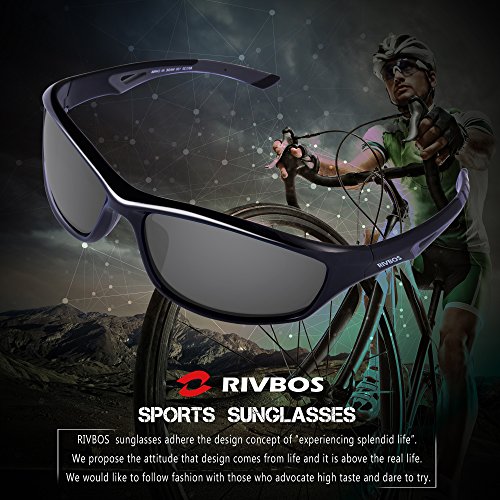 RIVBOS
RIVBOS
SPORTS SUNGLASSES
RIVBOS sunglasses adhere the design concept of "experiencing splendid life".
We propose the attitude that design comes from life and it is above the real life.
We would like to follow fashion with those who advocate high taste and dare to try.